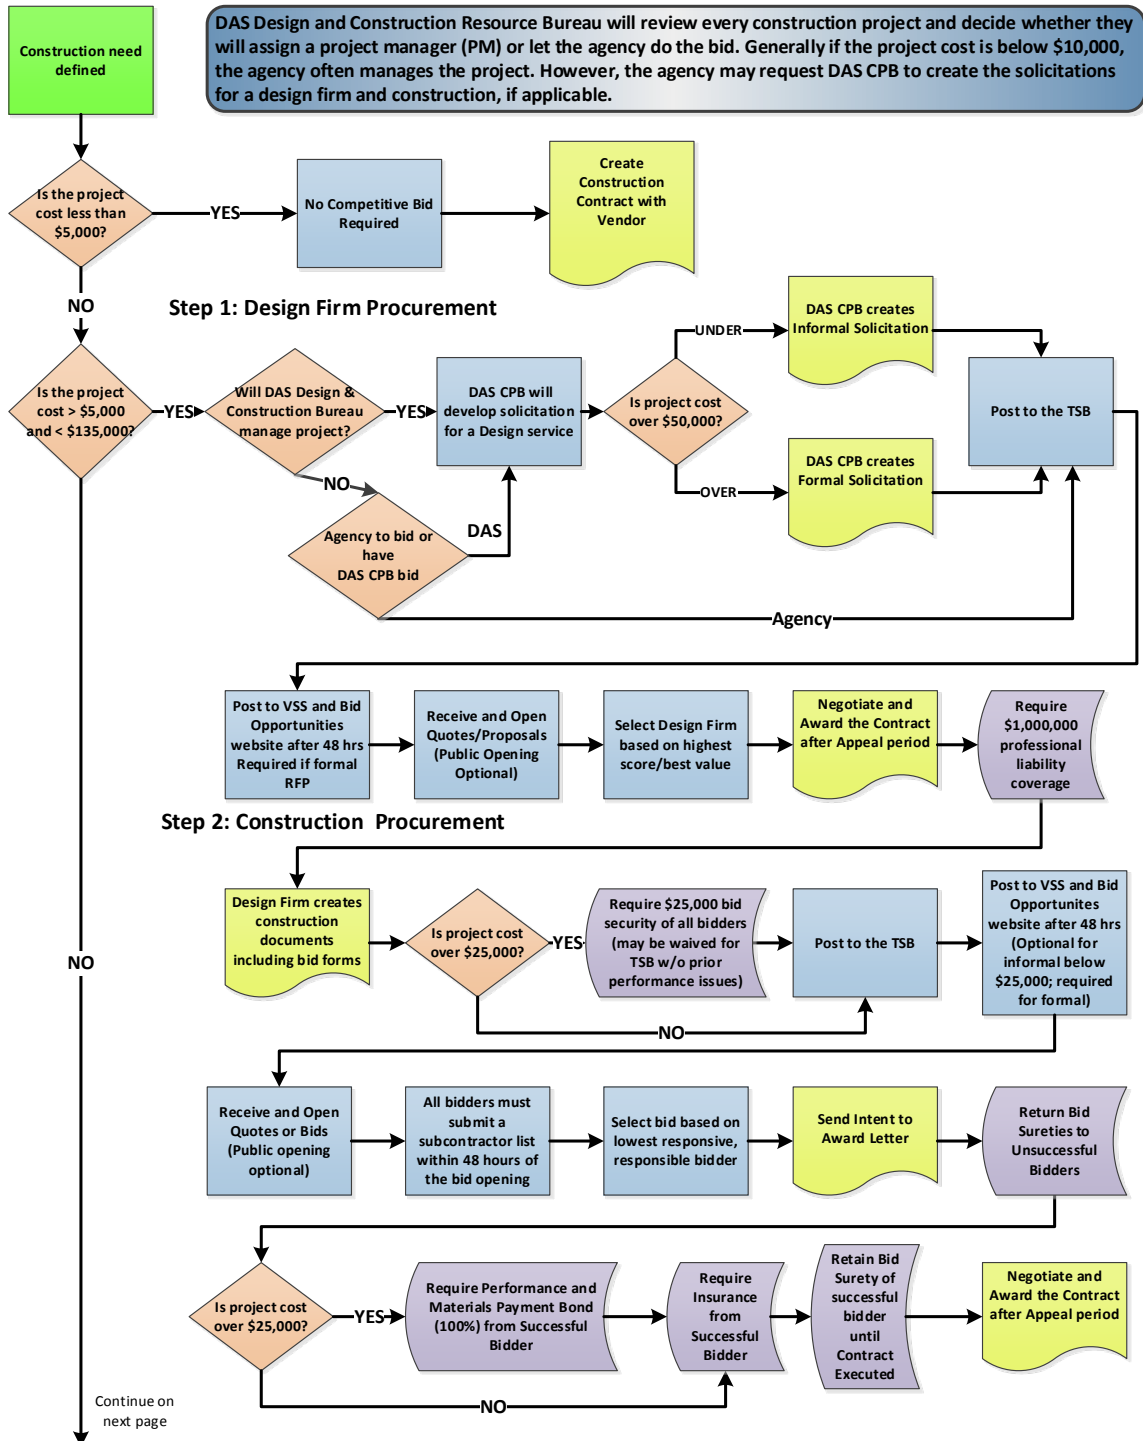 Construction need
defined
DAS Design and Construction Resource Bureau will review every construction project and decide whether they
will assign a project manager (PM) or let the agency do the bid. Generally if the project cost is below $10,000,
the agency often manages the project. However, the agency may request DAS CPB to create the solicitations
for a design firm and construction, if applicable.
Is the project
cost less than
$5,000?
YES
No Competitive Bid
Required
Create
Construction
Contract with
Vendor
NO
Step 1: Design Firm Procurement
Is the project
cost > $5,000
and < $135,000?
YES
Will DAS Design &
Construction Bureau
manage project?
YES
DAS CPB will
develop solicitation
for a Design service
Is project cost
over $50,000?
UNDER
DAS CPB creates
Informal Solicitation
OVER
DAS CPB creates
Formal Solicitation
Post to the TSB
NO
Agency to bid or
have
DAS CPB bid
DAS
Agency
Post to VSS and Bid
Opportunities
website after 48 hrs
Required if formal
RFP
Receive and Open
Quotes/Proposals
(Public Opening
Optional)
Select Design Firm
based on highest
score/best value
Negotiate and
Award the Contract
after Appeal period
Require
$1,000,000
professional
liability
coverage
Step 2: Construction Procurement
Design Firm creates
construction
documents
including bid forms
Is project cost
over $25,000?
YES
Require $25,000 bid
security of all bidders
(may be waived for
TSB w/o prior
performance issues)
Post to the TSB
Post to VSS and Bid
Opportunites
website after 48 hrs
(Optional for
informal below
$25,000; required
for formal)
NO
NO
Receive and Open
Quotes or Bids
(Public opening
optional)
All bidders must
submit a
subcontractor list
within 48 hours of
the bid opening
Select bid based on
lowest responsive,
responsible bidder
Send Intent to
Award Letter
Return Bid
Sureties to
Unsuccessful
Bidders
Is project cost
over $25,000?
YES
Require Performance and
Materials Payment Bond
(100%) from Successful
Bidder
Require
Insurance
from
Successful
Bidder
Retain Bid
Surety of
successful
bidder
until
Contract
Executed
Negotiate and
Award the Contract
after Appeal period
NO
Continue on
next page